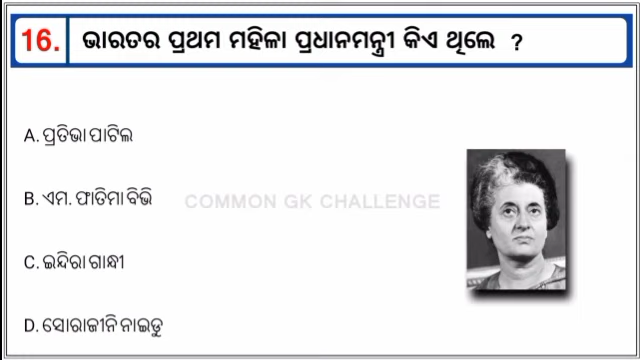 16. ଭାରତର ପ୍ରଥମ ମହିଳା ପ୍ରଧାନମନ୍ତ୍ରୀ କିଏ ଥିଲେ ?
A. ପ୍ରତିଭା ପାଟିଲ
B. ଏମ. ଫାତିମା ବିଭି
COMMON GK CHALLENGE
C. ଇନ୍ଦିରା ଗାନ୍ଧୀ
D. ସୋରାଜୀନି ନାଇଡୁ